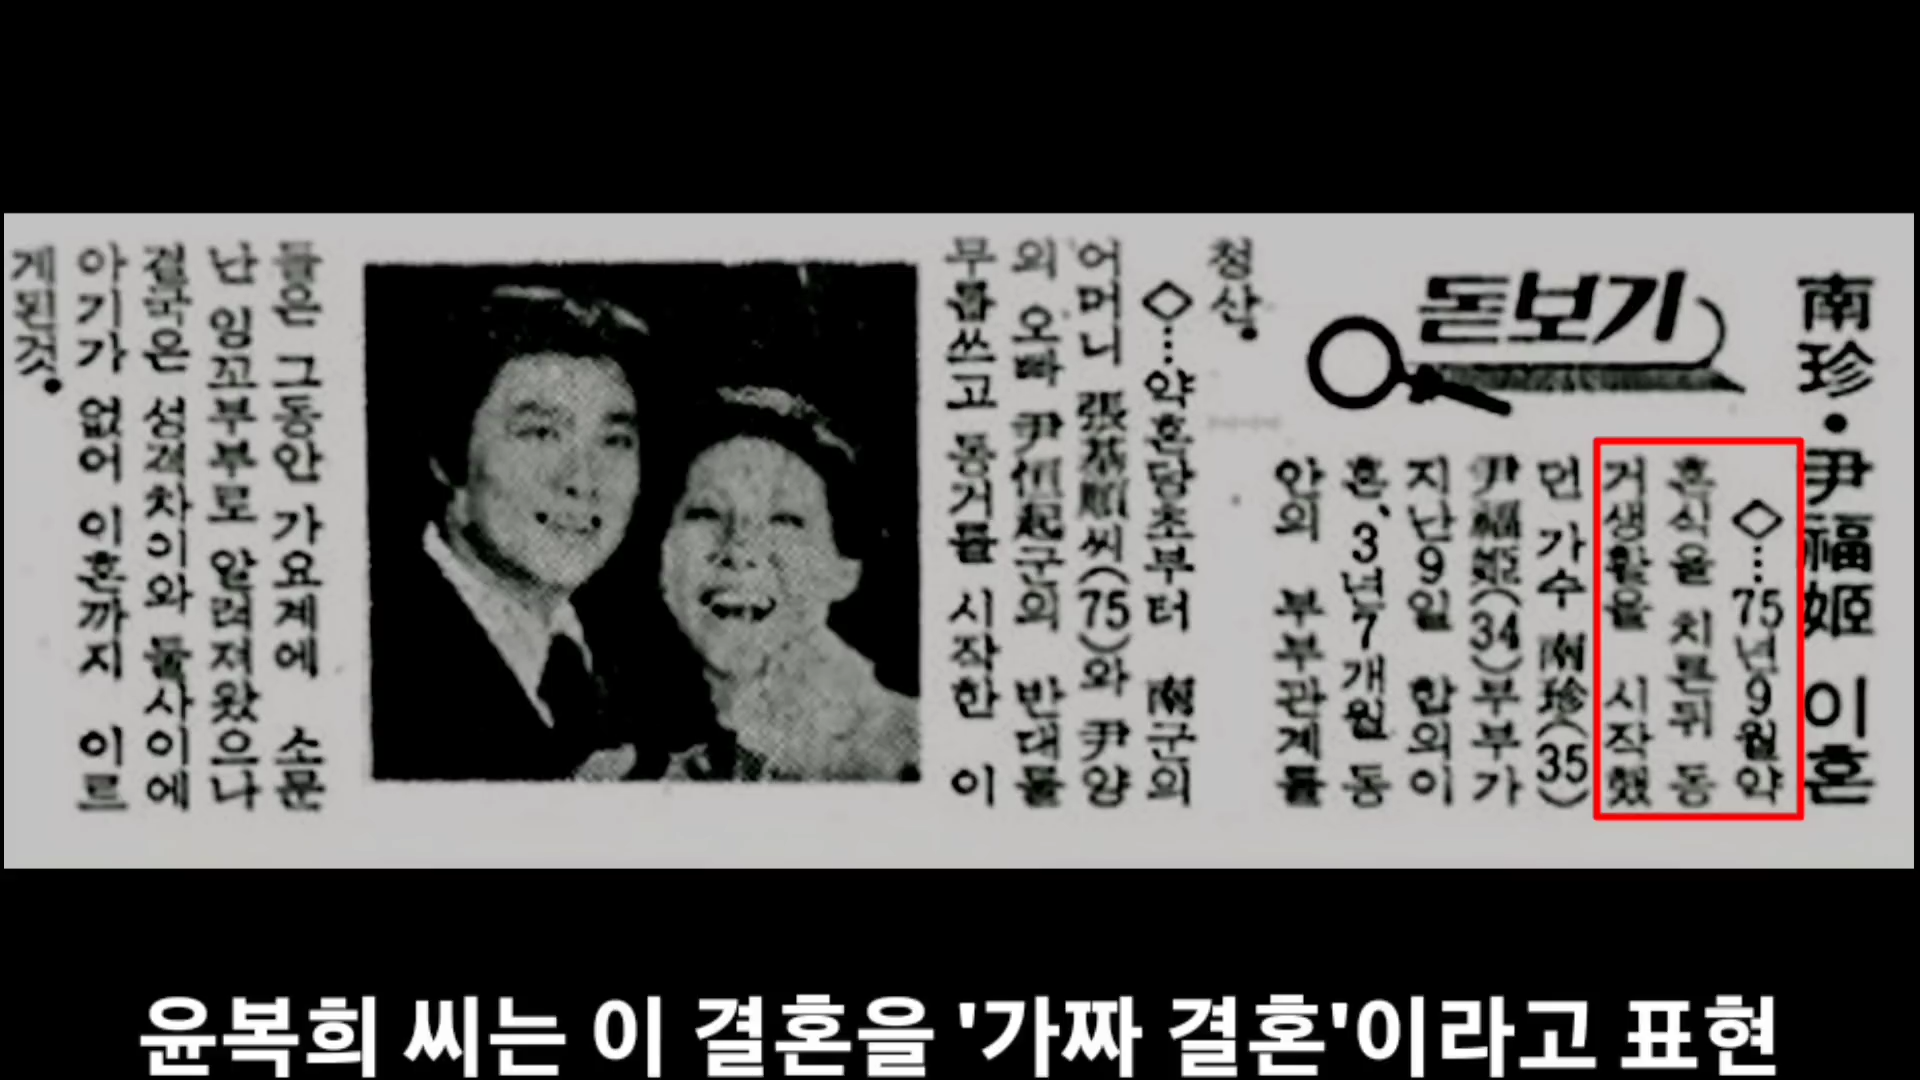 南珍·尹福姬 이혼
돋보기
◇…75년9월약
혼식을 치른뒤 동
거생활을 시작했
던 가수 南珍(35)
尹福姬(34)부부가
지난9일 합의이
혼, 3년7개월 동
안의 부부관계를
청산.
◇…약혼당초부터 南군의
어머니 張基順씨(75)와 尹양
의 오빠 尹恒起군의 반대를
무릅쓰고 동거를 시작한 이
들은 그동안 가요계에 소문
난 잉꼬부부로 알려져왔으나
결국은 성격차이와 둘사이에
아기가 없어 이혼까지 이르
게된것.
윤복희 씨는 이 결혼을 '가짜 결혼'이라고 표현